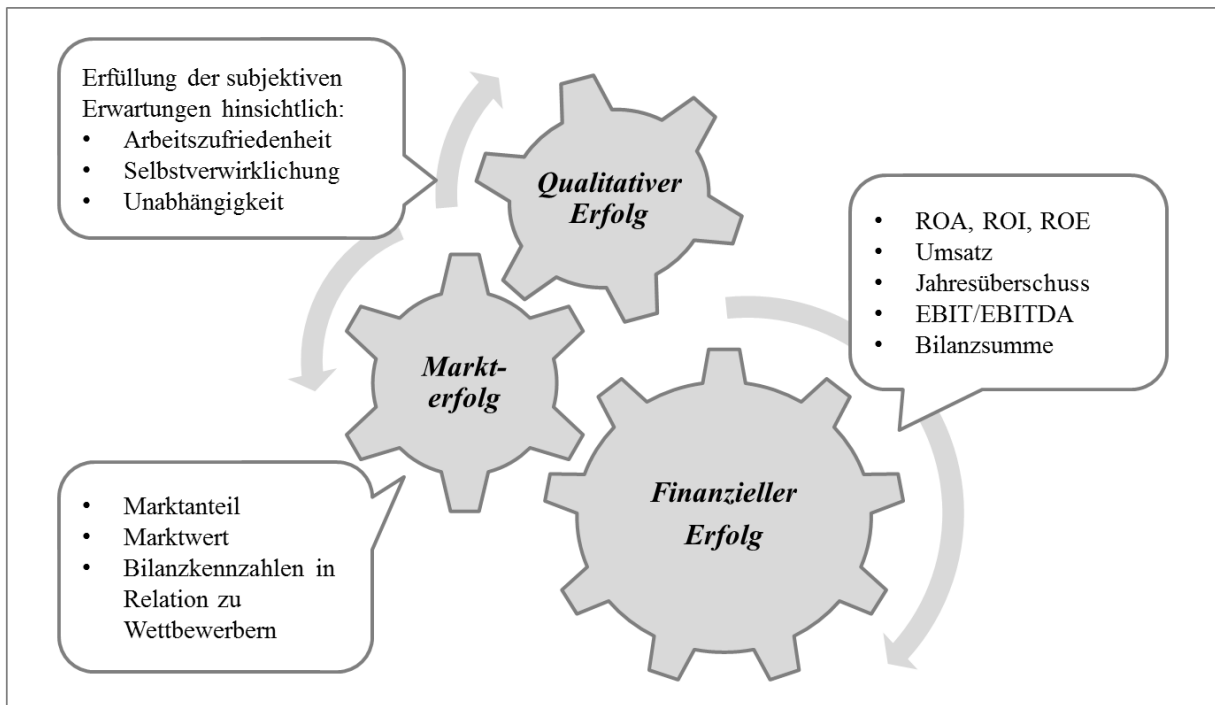 Erfüllung der subjektiven
Erwartungen hinsichtlich:
• Arbeitszufriedenheit
• Selbstverwirklichung
• Unabhängigkeit
Qualitativer
Erfolg
• ROA, ROI, ROE
• Umsatz
• Jahresüberschuss
• EBIT/EBITDA
• Bilanzsumme
Markt-
erfolg
• Marktanteil
• Marktwert
• Bilanzkennzahlen in
Relation zu
Wettbewerbern
Finanzieller
Erfolg